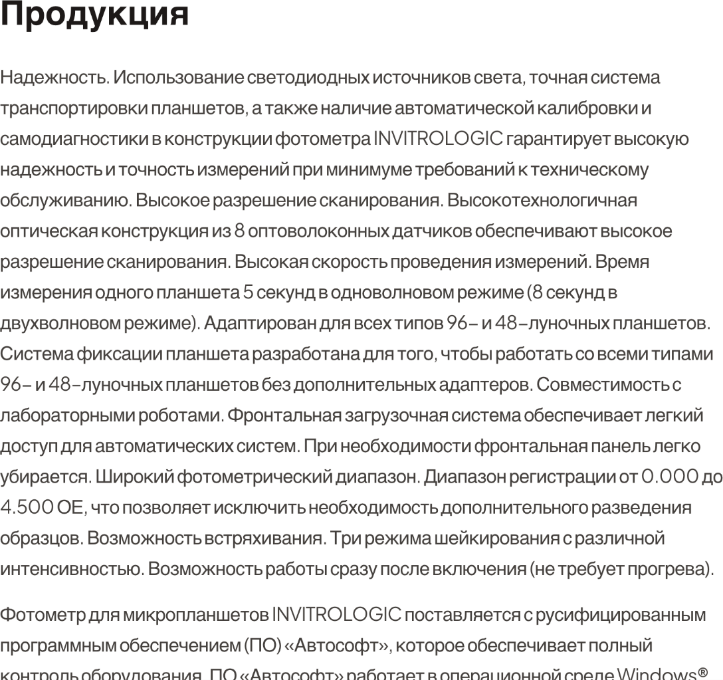 Продукция
Надежность. Использование светодиодных источников света, точная система
транспортировки планшетов, а также наличие автоматической калибровки и
самодиагностики в конструкции фотометра INVITROLOGIC гарантирует высокую
надежность и точность измерений при минимуме требований к техническому
обслуживанию. Высокое разрешение сканирования. Высокотехнологичная
оптическая конструкция из 8 оптоволоконных датчиков обеспечивают высокое
разрешение сканирования. Высокая скорость проведения измерений. Время
измерения одного планшета 5 секунд в одноволновом режиме (8 секунд в
двухволновом режиме). Адаптирован для всех типов 96– и 48–луночных планшетов.
Система фиксации планшета разработана для того, чтобы работать со всеми типами
96– и 48–луночных планшетов без дополнительных адаптеров. Совместимость с
лабораторными роботами. Фронтальная загрузочная система обеспечивает легкий
доступ для автоматических систем. При необходимости фронтальная панель легко
убирается. Широкий фотометрический диапазон. Диапазон регистрации от 0.000 до
4.500 ОЕ, что позволяет исключить необходимость дополнительного разведения
образцов. Возможность встряхивания. Три режима шейкирования с различной
интенсивностью. Возможность работы сразу после включения (не требует прогрева).
Фотометр для микропланшетов INVITROLOGIC поставляется с русифицированным
программным обеспечением (ПО) «Автософт», которое обеспечивает полный
контроль оборудования. ПО «Автософт» работает в операционной среде Windows®